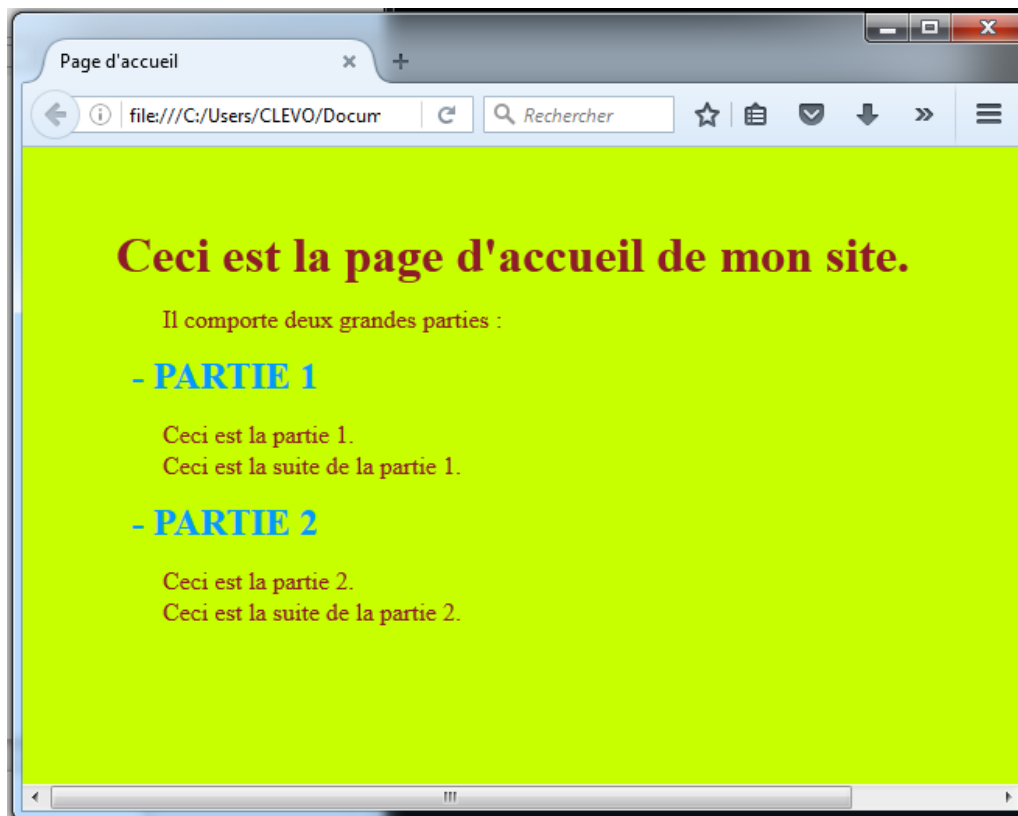 Page d'accueil
file:///C:/Users/CLEVO/Docum
Rechercher
Ceci est la page d'accueil de mon site.
Il comporte deux grandes parties :
- PARTIE 1
Ceci est la partie 1.
Ceci est la suite de la partie 1.
- PARTIE 2
Ceci est la partie 2.
Ceci est la suite de la partie 2.